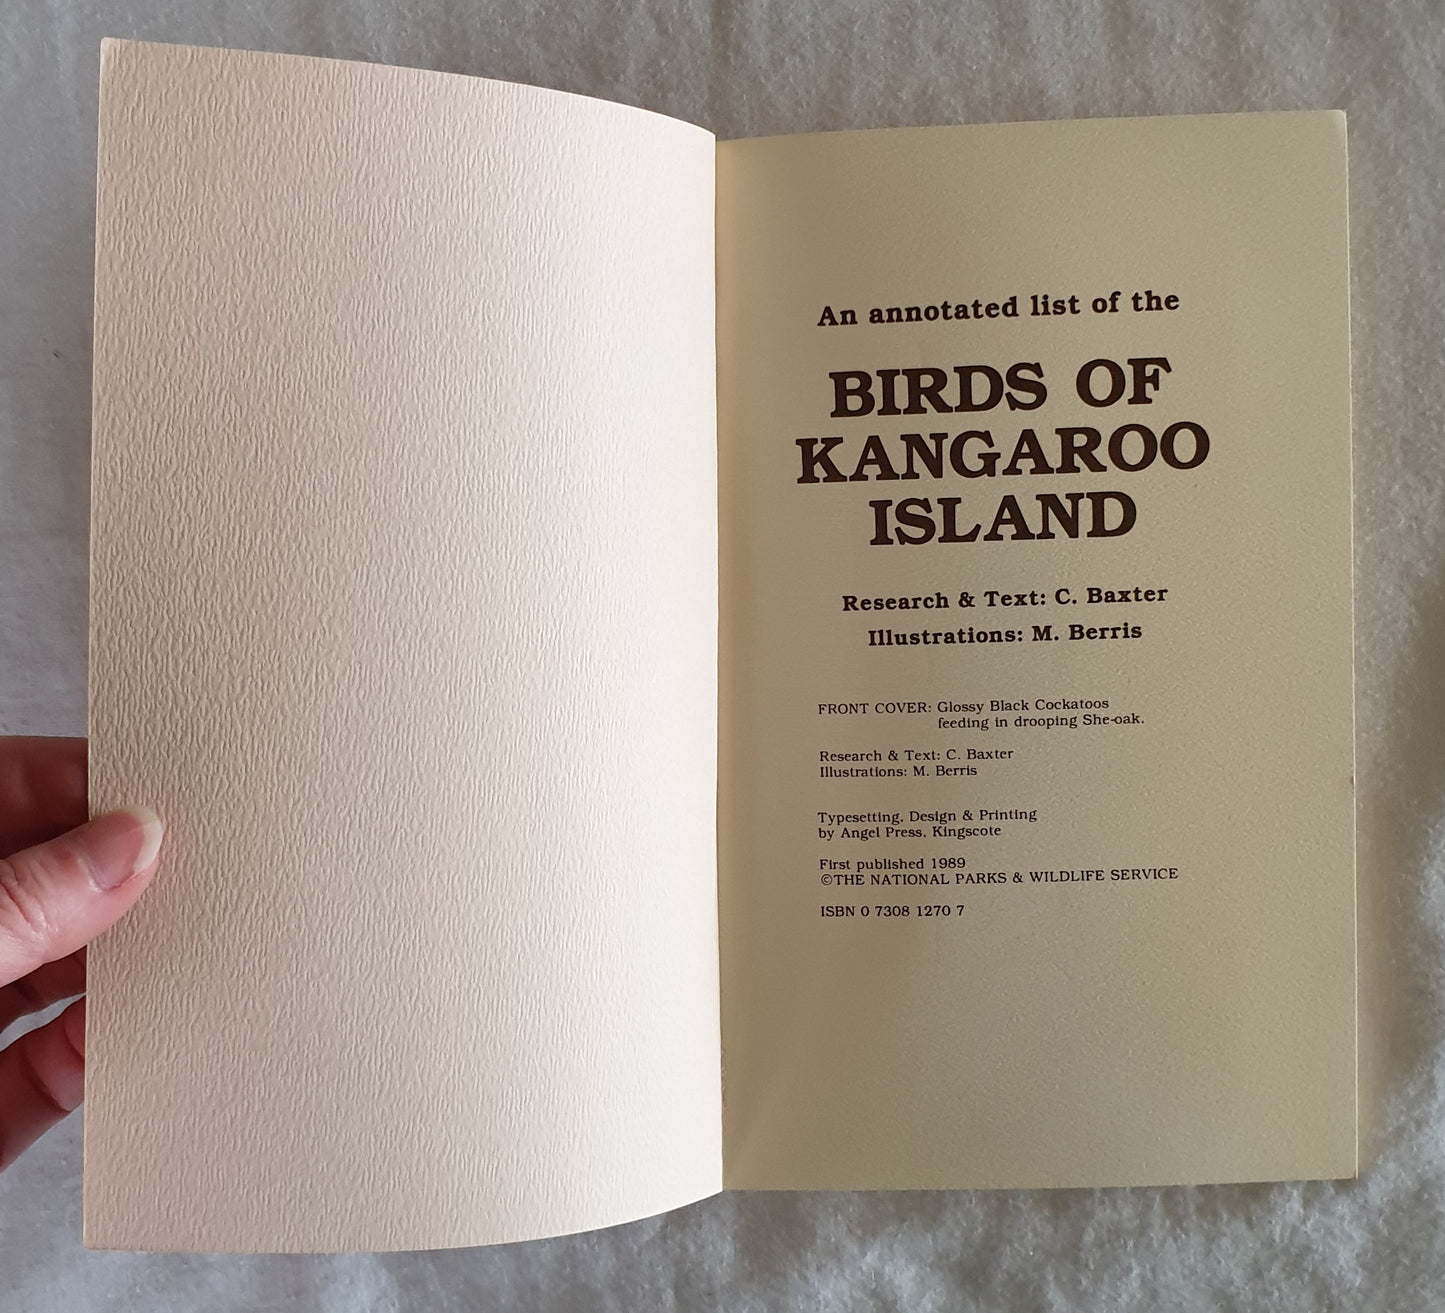 An annotated list of the
BIRDS OF
KANGAROO
ISLAND
Research & Text: C. Baxter
Illustrations: M. Berris
FRONT COVER: Glossy Black Cockatoos
feeding in drooping She-oak.
Research & Text: C. Baxter
Illustrations: M. Berris
Typesetting, Design & Printing
by Angel Press, Kingscote
First published 1989
©THE NATIONAL PARKS & WILDLIFE SERVICE
ISBN 0 7308 1270 7